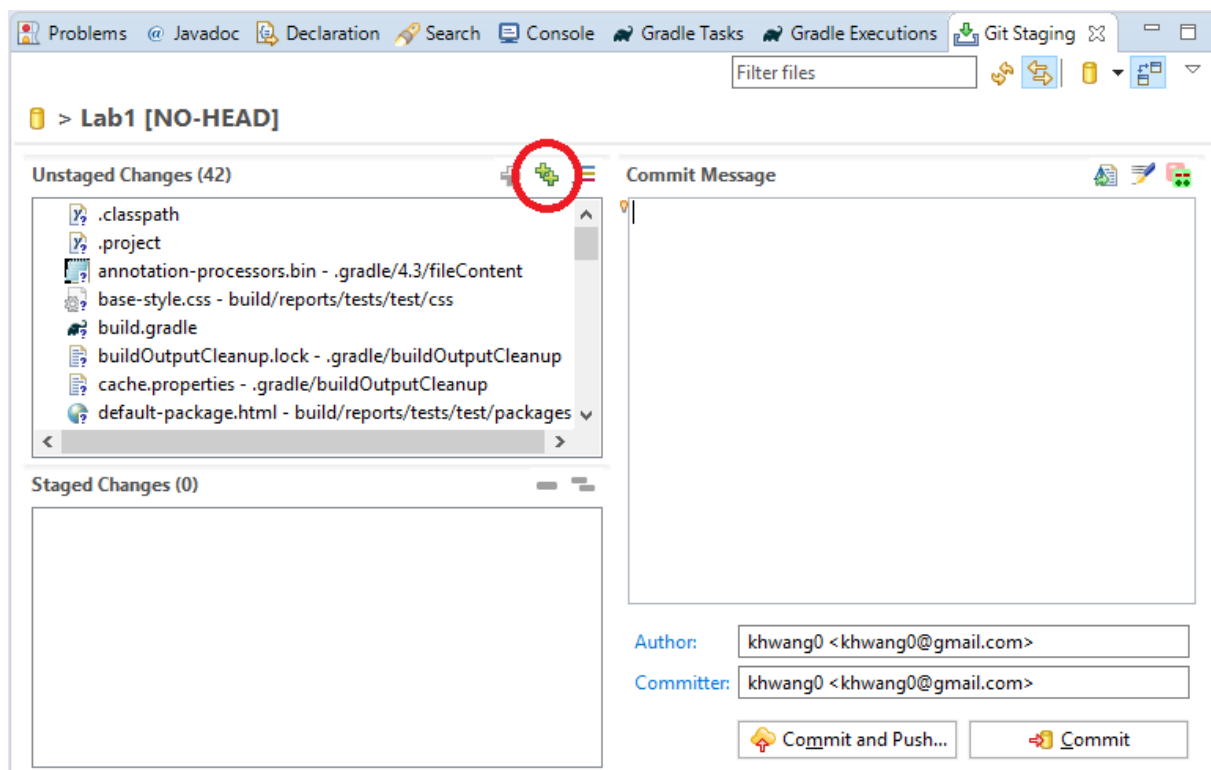 Problems @ Javadoc Declaration Search Console Gradle Tasks Gradle Executions Git Staging
Filter files
> Lab1 [NO-HEAD]
Unstaged Changes (42)
.classpath
.project
annotation-processors.bin - .gradle/4.3/fileContent
base-style.css - build/reports/tests/test/css
build.gradle
buildOutputCleanup.lock - .gradle/buildOutputCleanup
cache.properties - .gradle/buildOutputCleanup
default-package.html - build/reports/tests/test/packages
Staged Changes (0)
Commit Message
Author: khwang0 <khwang0@gmail.com>
Committer: khwang0 <khwang0@gmail.com>
Commit and Push... Commit